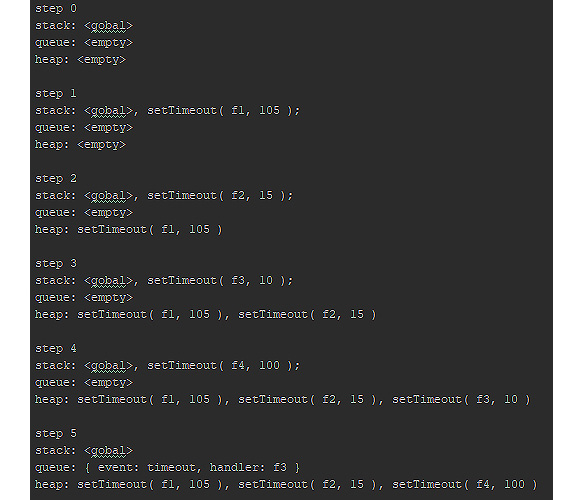 step 0
stack: <gobal>
queue: <empty>
heap: <empty>
step 1
stack: <gobal>, setTimeout( f1, 105 );
queue: <empty>
heap: <empty>
step 2
stack: <gobal>, setTimeout( f2, 15 );
queue: <empty>
heap: setTimeout( f1, 105 )
step 3
stack: <gobal>, setTimeout( f3, 10 );
queue: <empty>
heap: setTimeout( f1, 105 ), setTimeout( f2, 15 )
step 4
stack: <gobal>, setTimeout( f4, 100 );
queue: <empty>
heap: setTimeout( f1, 105 ), setTimeout( f2, 15 ), setTimeout( f3, 10 )
step 5
stack: <gobal>
queue: { event: timeout, handler: f3 }
heap: setTimeout( f1, 105 ), setTimeout( f2, 15 ), setTimeout( f4, 100 )